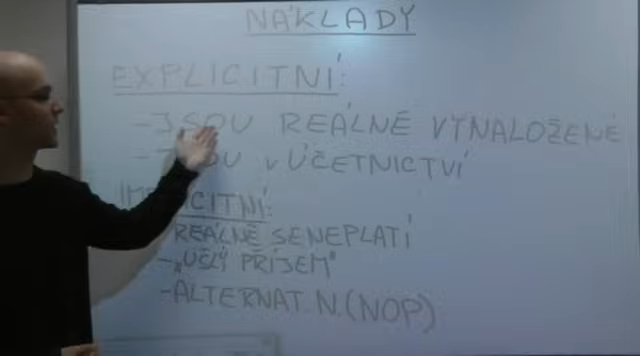 NÁKLADY
EXPLICITNÍ:
- JSOU REÁLNĚ VYNALOŽENÉ
- JSOU V ÚČETNICTVÍ
IMPLICITNÍ:
REÁLNĚ SE NEPLATÍ
- „UŠLÝ PŘÍJEM"
- ALTERNAT. N. (NOP)